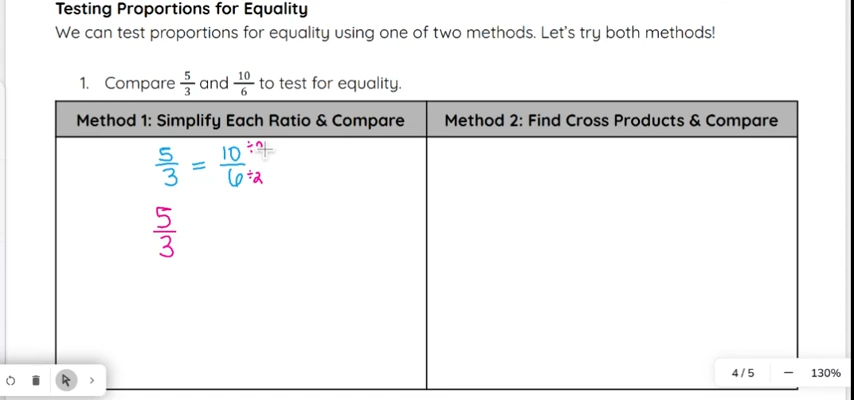 Testing Proportions for Equality
We can test proportions for equality using one of two methods. Let's try both methods!
1. Compare 5/3 and 10/6 to test for equality.
Method 1: Simplify Each Ratio & Compare
Method 2: Find Cross Products & Compare
5/3 = 10/6 ÷2
5/3
4 / 5 — 130%